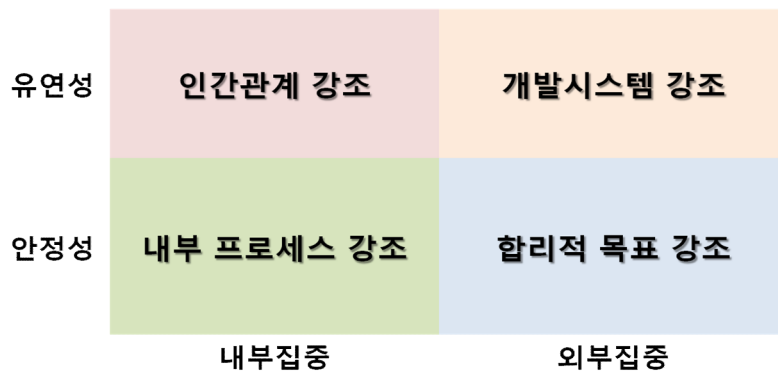 유연성 인간관계 강조 개발시스템 강조
안정성 내부 프로세스 강조 합리적 목표 강조
내부집중 외부집중